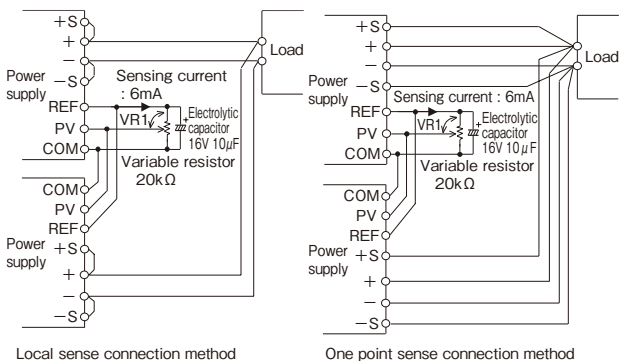 +S
+
−
−S
Power
supply
REF
PV
COM
Sensing current
: 6mA
VR1
+
Electrolytic
capacitor
16V 10μF
Variable resistor
20kΩ
Load
COM
PV
REF
Power
supply
+S
+
−
−S
Local sense connection method
+S
+
−
−S
Power
supply
REF
PV
COM
Sensing current : 6mA
VR1
+
Electrolytic
capacitor
16V 10μF
Variable resistor
20kΩ
Load
COM
PV
REF
Power
supply
+S
+
−
−S
One point sense connection method